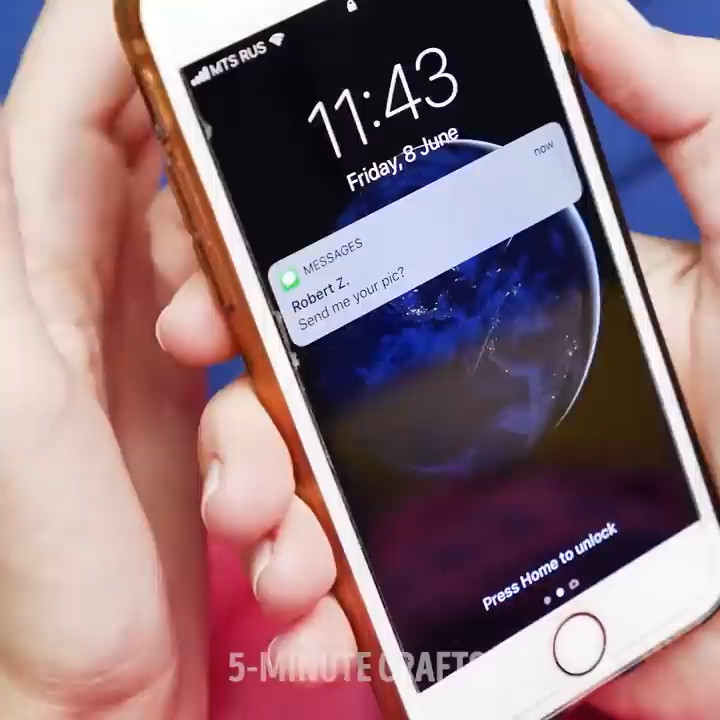 MTS RUS
11:43
Friday, 8 June
MESSAGES
now
Robert Z.
Send me your pic?
Press Home to unlock
5-MINUTE CRAFTS